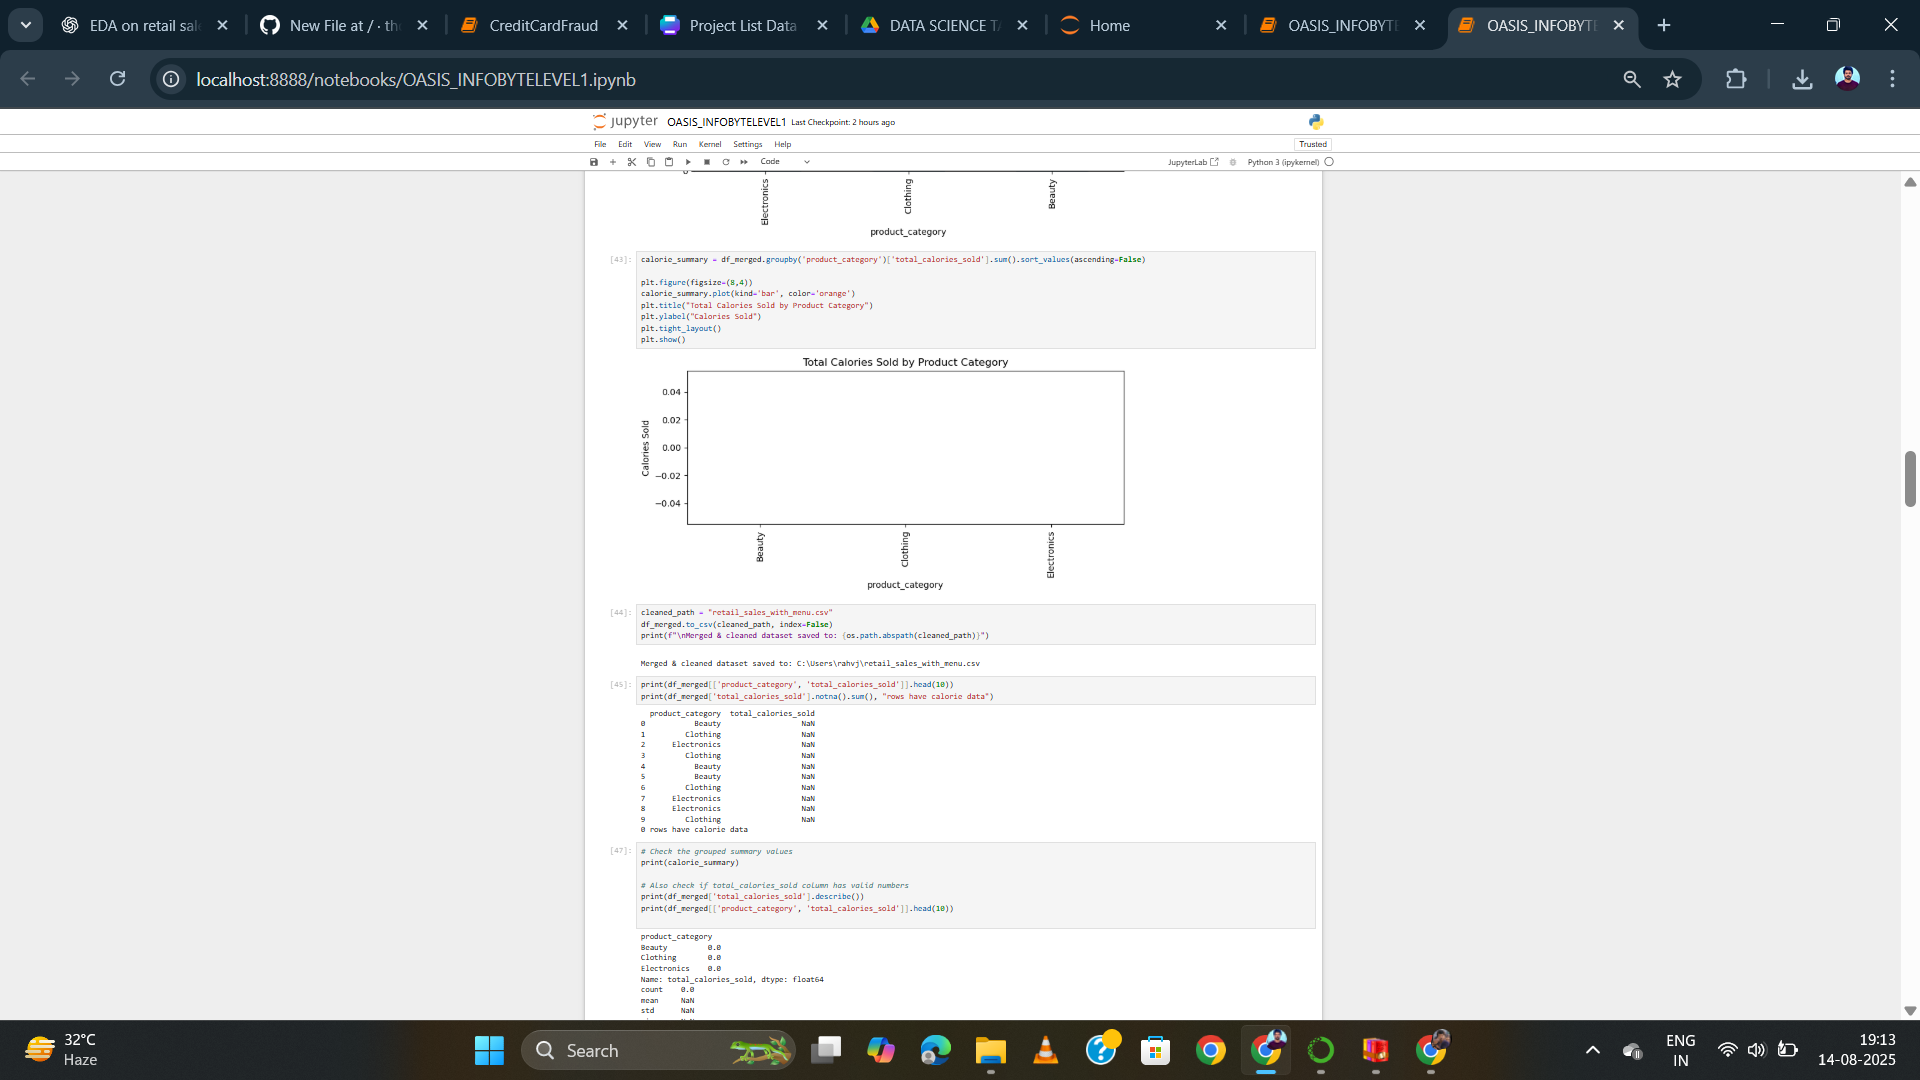 EDA on retail sal
New File at / · th
CreditCardFraud
Project List Data
DATA SCIENCE TA
Home
OASIS_INFOBYTE
OASIS_INFOBYTE
localhost:8888/notebooks/OASIS_INFOBYTELEVEL1.ipynb
jupyter OASIS_INFOBYTELEVEL1 Last Checkpoint: 2 hours ago
File Edit View Run Kernel Settings Help Trusted
Code JupyterLab Python 3 (ipykernel)
0
Electronics
Clothing
Beauty
product_category
[43]: calorie_summary = df_merged.groupby('product_category')['total_calories_sold'].sum().sort_values(ascending=False)
plt.figure(figsize=(8,4))
calorie_summary.plot(kind='bar', color='orange')
plt.title("Total Calories Sold by Product Category")
plt.ylabel("Calories Sold")
plt.tight_layout()
plt.show()
Total Calories Sold by Product Category
0.04
0.02
0.00
−0.02
−0.04
Calories Sold
Beauty
Clothing
Electronics
product_category
[44]: cleaned_path = "retail_sales_with_menu.csv"
df_merged.to_csv(cleaned_path, index=False)
print(f"\nMerged & cleaned dataset saved to: {os.path.abspath(cleaned_path)}")
Merged & cleaned dataset saved to: C:\Users\rahvj\retail_sales_with_menu.csv
[45]: print(df_merged[['product_category', 'total_calories_sold']].head(10))
print(df_merged['total_calories_sold'].notna().sum(), "rows have calorie data")
product_category total_calories_sold
0 Beauty NaN
1 Clothing NaN
2 Electronics NaN
3 Clothing NaN
4 Beauty NaN
5 Beauty NaN
6 Clothing NaN
7 Electronics NaN
8 Electronics NaN
9 Clothing NaN
0 rows have calorie data
[47]: # Check the grouped summary values
print(calorie_summary)
# Also check if total_calories_sold column has valid numbers
print(df_merged['total_calories_sold'].describe())
print(df_merged[['product_category', 'total_calories_sold']].head(10))
product_category
Beauty 0.0
Clothing 0.0
Electronics 0.0
Name: total_calories_sold, dtype: float64
count 0.0
mean NaN
std NaN
32°C
Haze
Search
ENG
IN
19:13
14-08-2025